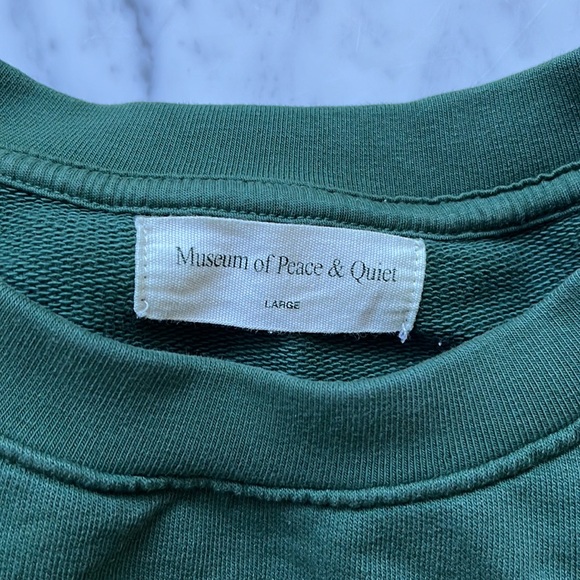 Museum of Peace & Quiet
LARGE